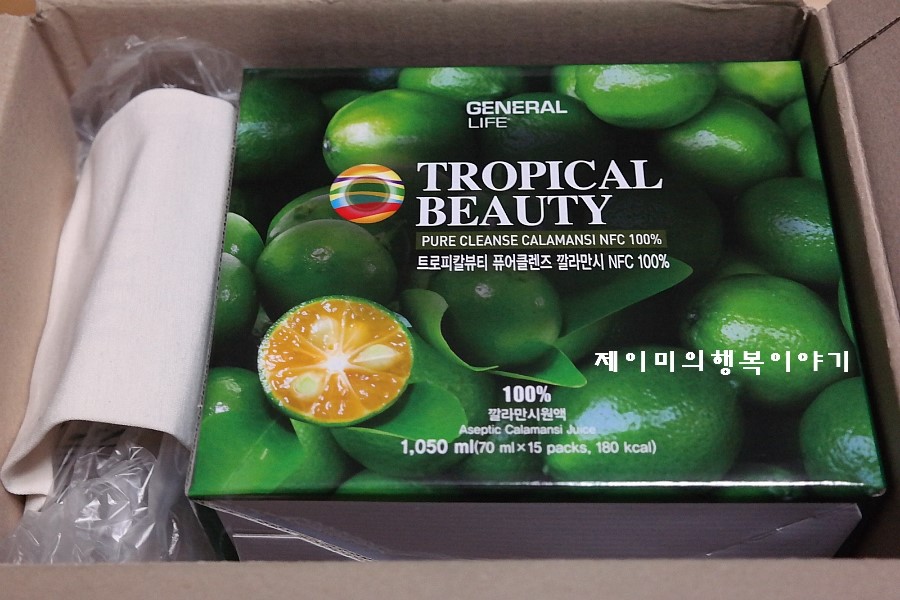 GENERAL
LIFE
TROPICAL
BEAUTY
PURE CLEANSE CALAMANSI NFC 100%
트로피칼뷰티 퓨어클렌즈 깔라만시 NFC 100%
제이미의행복이야기
100%
깔라만시원액
Aseptic Calamansi Juice
1,050 ml(70 ml×15 packs, 180 kcal)